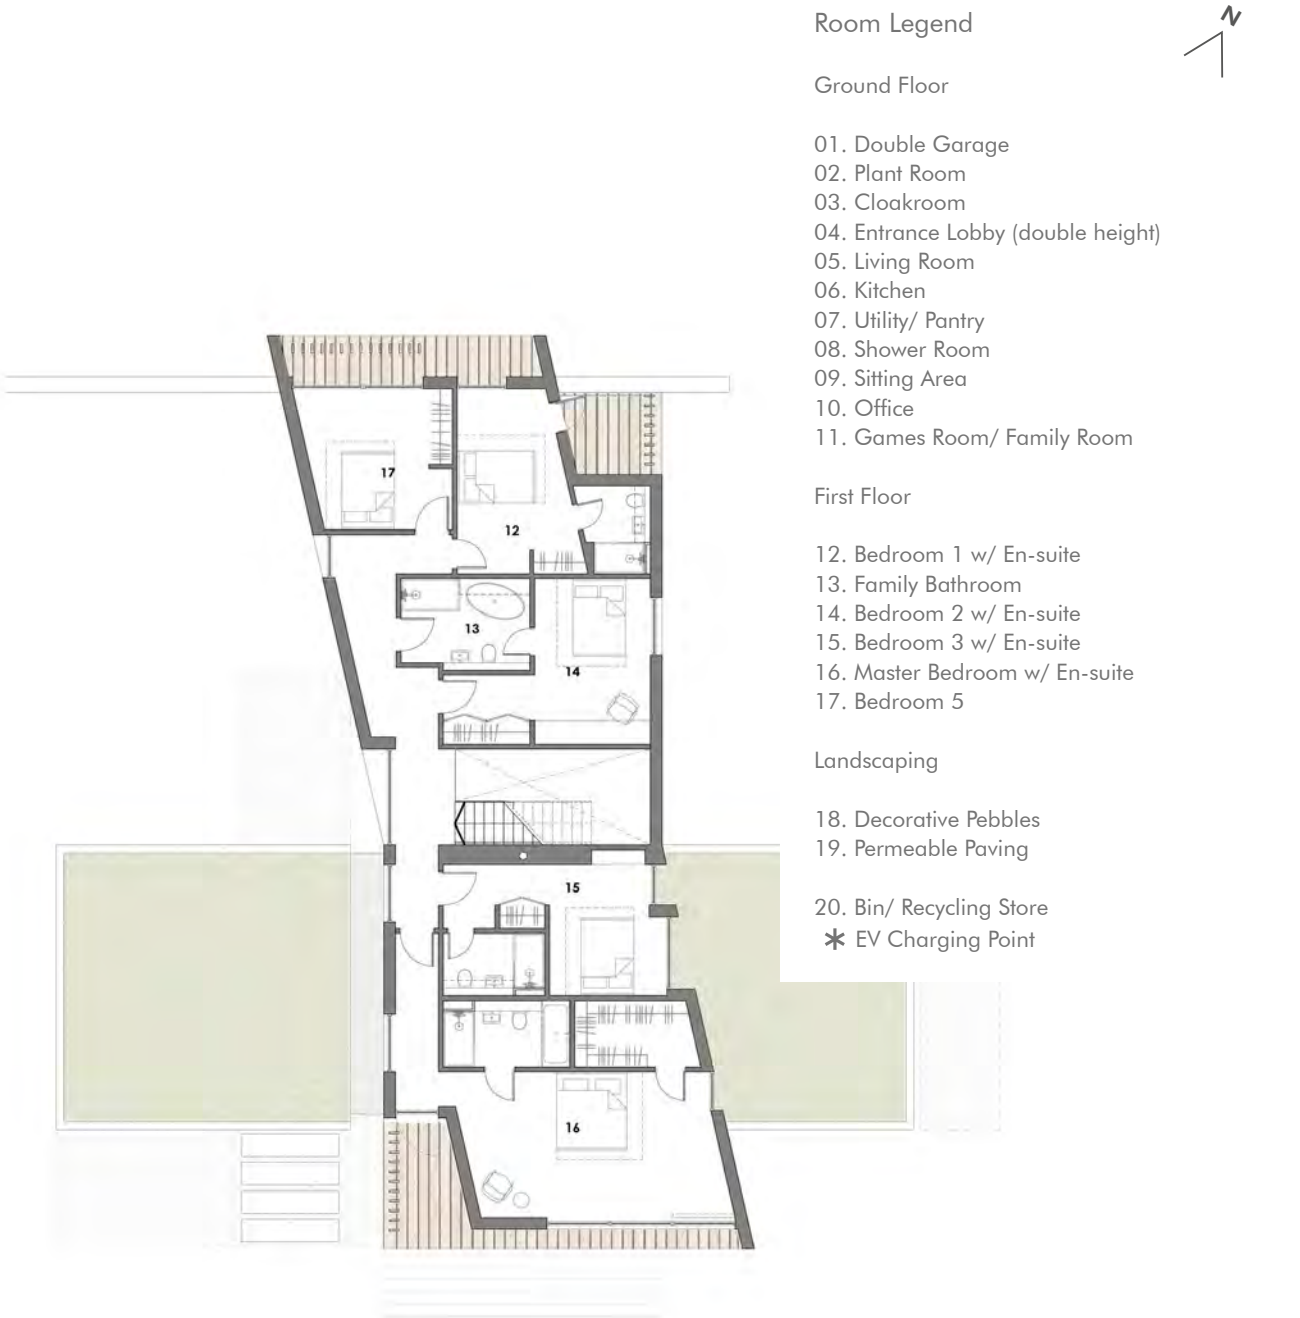 N
Room Legend
Ground Floor
01. Double Garage
02. Plant Room
03. Cloakroom
04. Entrance Lobby (double height)
05. Living Room
06. Kitchen
07. Utility/ Pantry
08. Shower Room
09. Sitting Area
10. Office
11. Games Room/ Family Room
First Floor
12. Bedroom 1 w/ En-suite
13. Family Bathroom
14. Bedroom 2 w/ En-suite
15. Bedroom 3 w/ En-suite
16. Master Bedroom w/ En-suite
17. Bedroom 5
Landscaping
18. Decorative Pebbles
19. Permeable Paving
20. Bin/ Recycling Store
* EV Charging Point
17
12
13
14
15
16